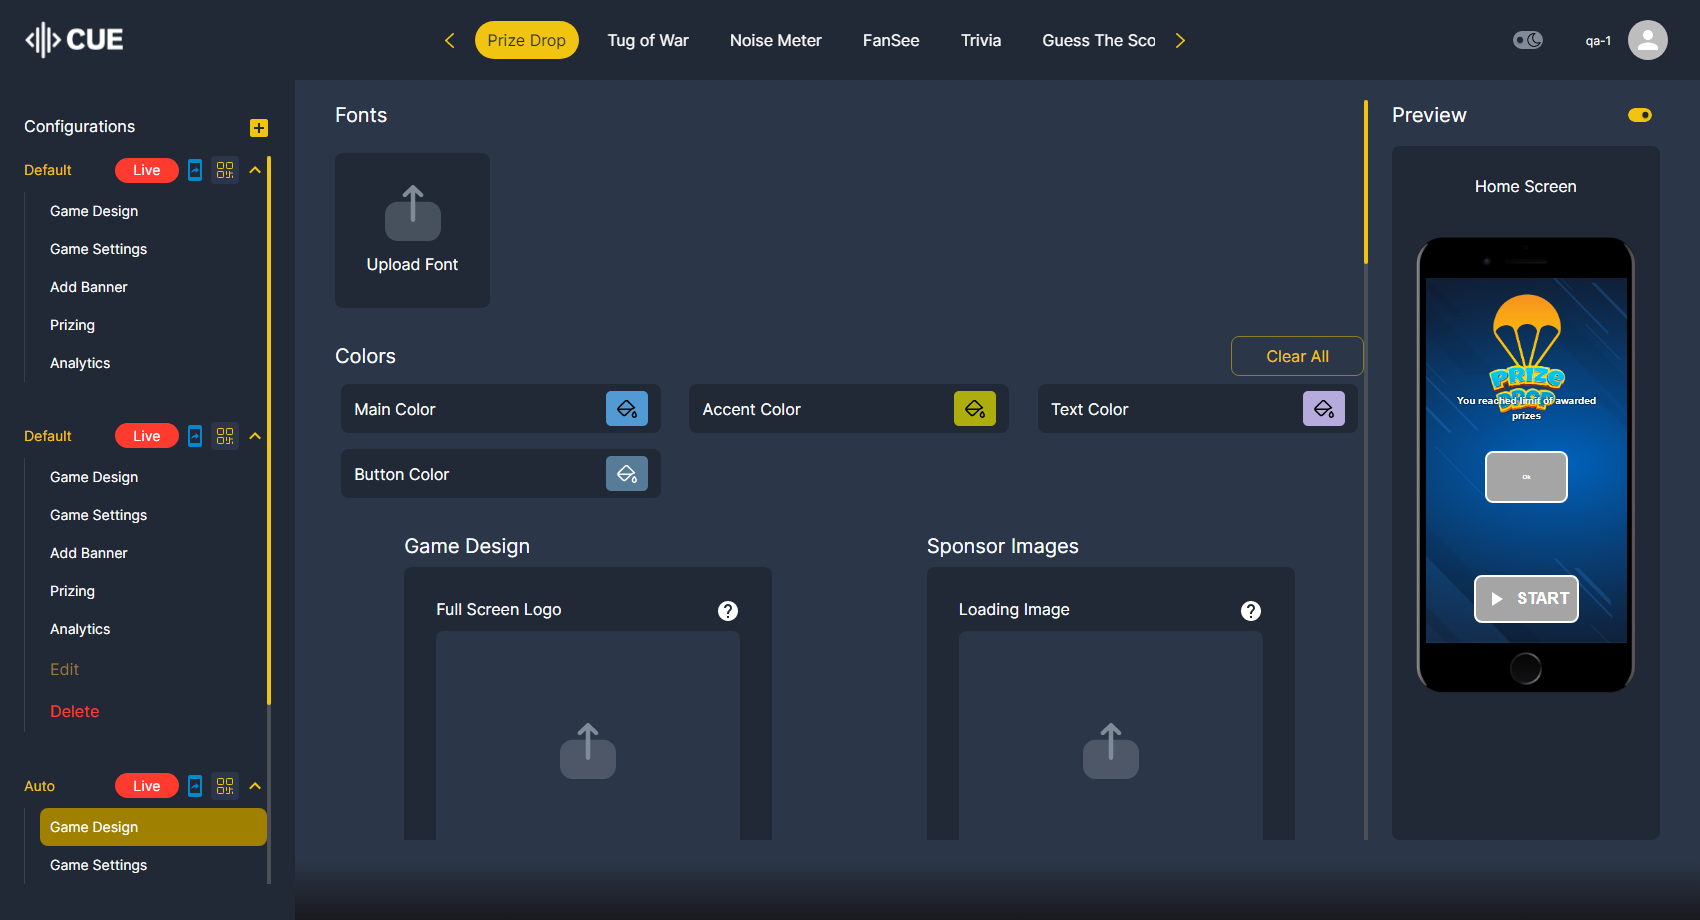 CUE
Prize Drop
Tug of War
Noise Meter
FanSee
Trivia
Guess The Sco
qa-1
Configurations
Default
Live
Game Design
Game Settings
Add Banner
Prizing
Analytics
Default
Live
Game Design
Game Settings
Add Banner
Prizing
Analytics
Edit
Delete
Auto
Live
Game Design
Game Settings
Fonts
Upload Font
Colors
Clear All
Main Color
Accent Color
Text Color
Button Color
Game Design
Full Screen Logo
?
Sponsor Images
Loading Image
?
Preview
Home Screen
PRIZE
DROP
You reached limit of awarded
prizes
Ok
START